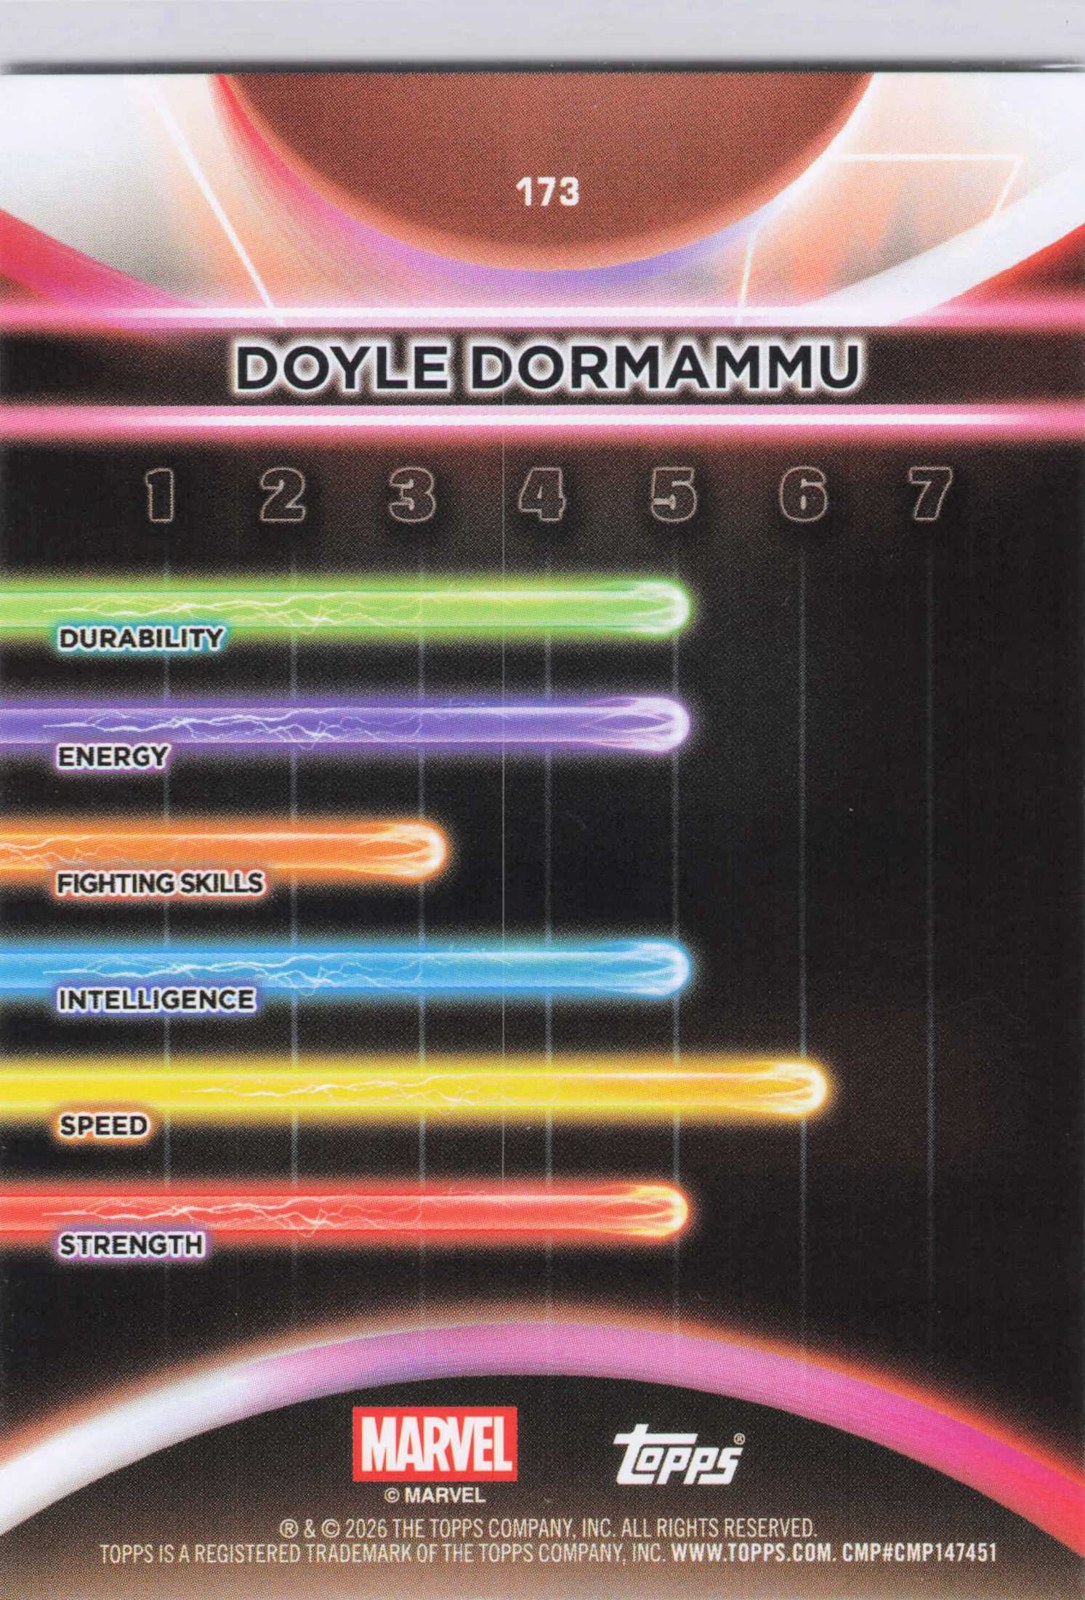 173
DOYLE DORMAMMU
1 2 3 4 5 6 7
DURABILITY
ENERGY
FIGHTING SKILLS
INTELLIGENCE
SPEED
STRENGTH
MARVEL
© MARVEL
Topps®
® & © 2026 THE TOPPS COMPANY, INC. ALL RIGHTS RESERVED.
TOPPS IS A REGISTERED TRADEMARK OF THE TOPPS COMPANY, INC. WWW.TOPPS.COM. CMP#CMP147451